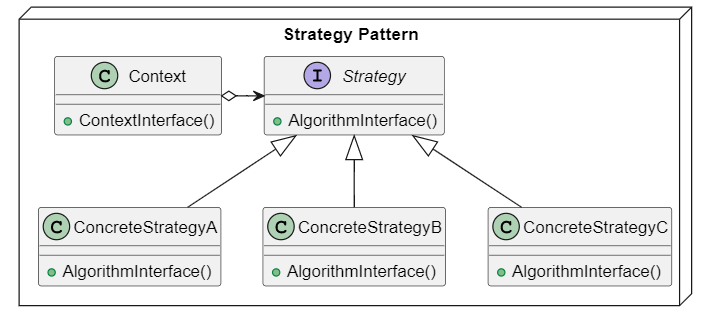 Strategy Pattern
C Context
ContextInterface()
I Strategy
AlgorithmInterface()
C ConcreteStrategyA
AlgorithmInterface()
C ConcreteStrategyB
AlgorithmInterface()
C ConcreteStrategyC
AlgorithmInterface()